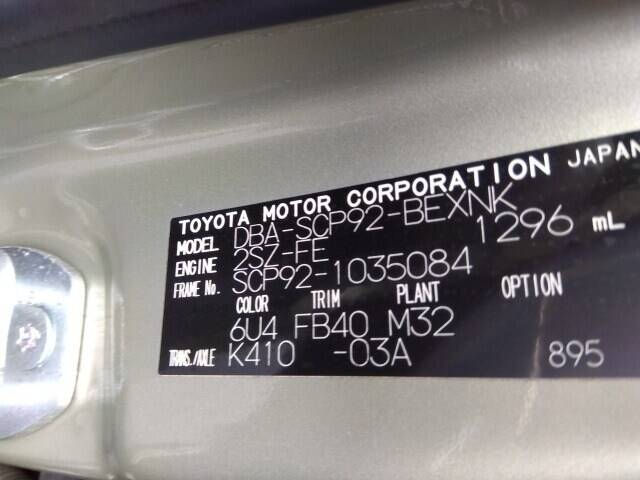 TOYOTA MOTOR CORPORATION JAPAN
MODEL DBA-SCP92-BEXNK
ENGINE 2SZ-FE 1296 mL
FRAME No. SCP92-1035084
COLOR TRIM PLANT OPTION
6U4 FB40 M32
TRANS./AXLE K410 -03A 895